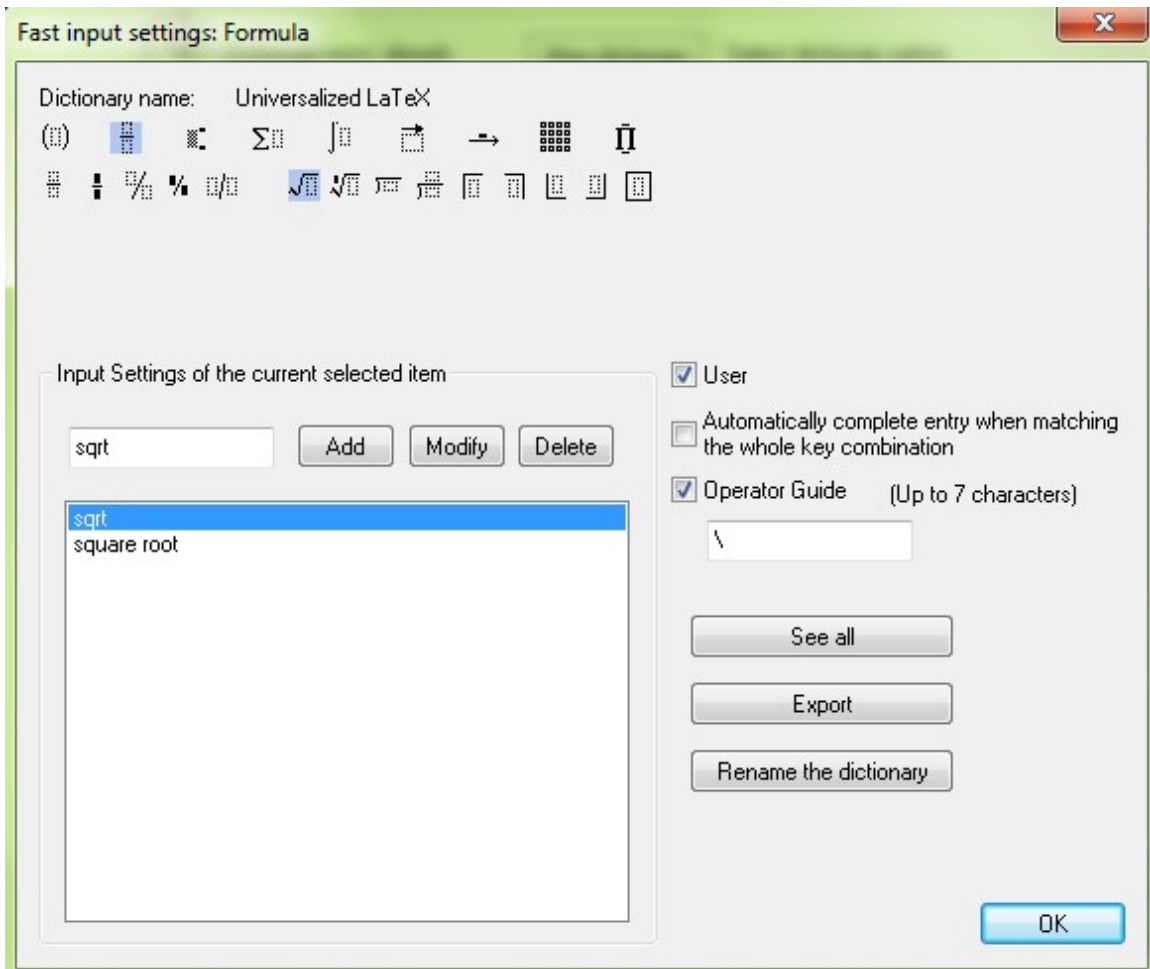 Fast input settings: Formula
Dictionary name: Universalized LaTeX
Input Settings of the current selected item
sqrt
Add
Modify
Delete
sqrt
square root
User
Automatically complete entry when matching
the whole key combination
Operator Guide
(Up to 7 characters)
\
See all
Export
Rename the dictionary
OK